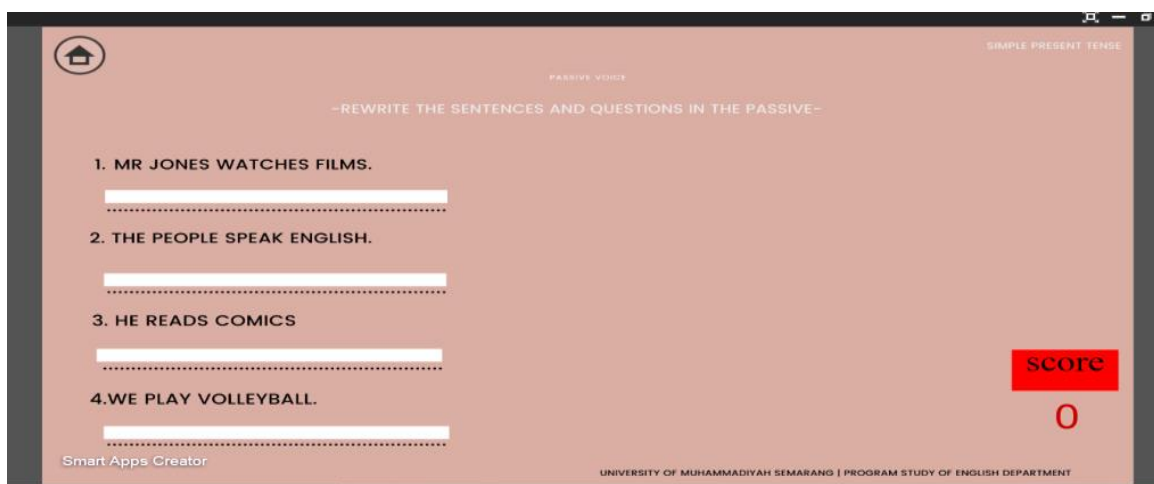 SIMPLE PRESENT TENSE
PASSIVE VOICE
-REWRITE THE SENTENCES AND QUESTIONS IN THE PASSIVE-
1. MR JONES WATCHES FILMS.
2. THE PEOPLE SPEAK ENGLISH.
3. HE READS COMICS
4.WE PLAY VOLLEYBALL.
score
0
Smart Apps Creator
UNIVERSITY OF MUHAMMADIYAH SEMARANG | PROGRAM STUDY OF ENGLISH DEPARTMENT